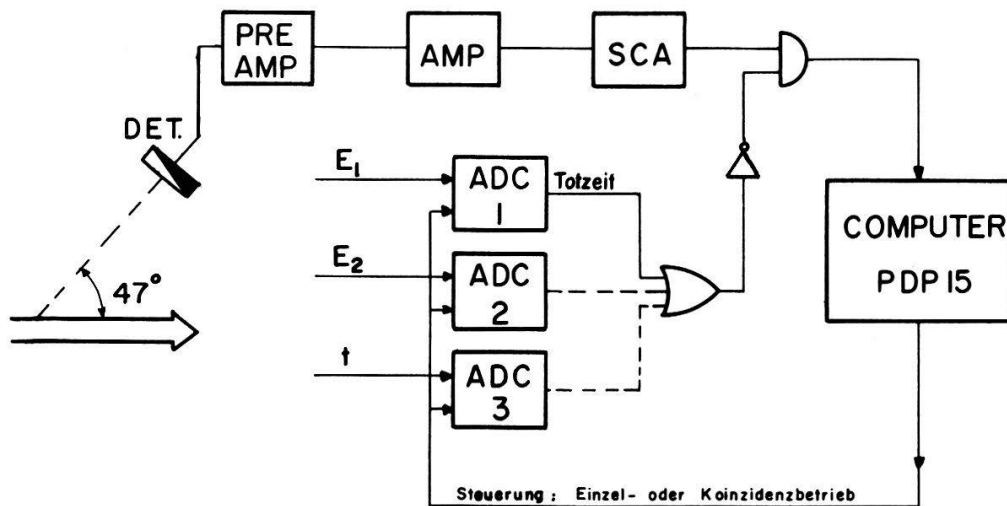 PRE
AMP
AMP
SCA
DET.
47°
E1
E2
t
ADC
1
Totzeit
ADC
2
ADC
3
COMPUTER
PDP 15
Steuerung : Einzel- oder Koinzidenzbetrieb